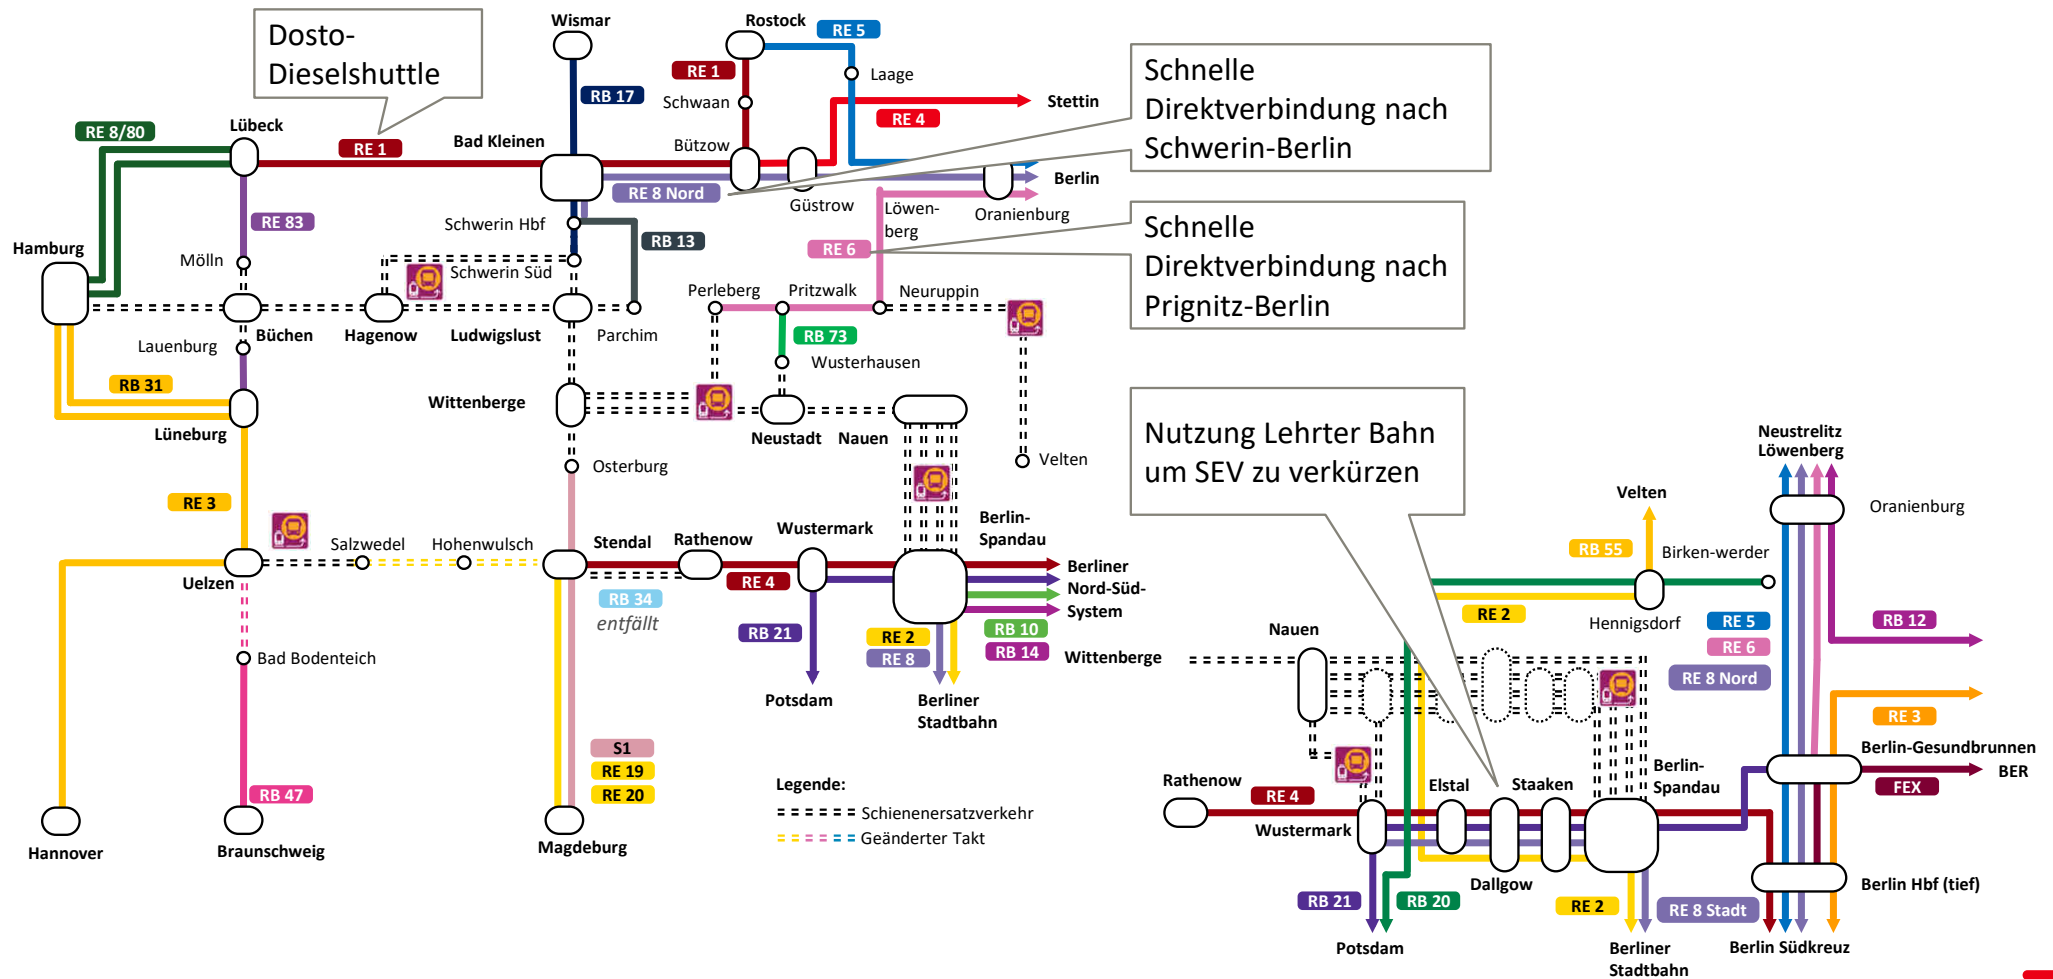 Dosto-
Dieselshuttle
Wismar
Rostock
RE 5
RE 1
Laage
RB 17
Schwaan
Stettin
RE 4
Schnelle
Direktverbindung nach
Schwerin-Berlin
RE 8/80
Lübeck
RE 1
Bad Kleinen
Bützow
RE 8 Nord
Berlin
Güstrow
Löwen-
berg
Oranienburg
RE 83
Schwerin Hbf
RB 13
RE 6
Schnelle
Direktverbindung nach
Prignitz-Berlin
Hamburg
Mölln
Schwerin Süd
Perleberg
Pritzwalk
Neuruppin
Büchen
Hagenow
Ludwigslust
Parchim
RB 73
Lauenburg
Wusterhausen
RB 31
Wittenberge
Lüneburg
Neustadt
Nauen
Velten
Osterburg
Nutzung Lehrter Bahn
um SEV zu verkürzen
RE 3
Salzwedel
Hohenwulsch
Stendal
Rathenow
Wustermark
Berlin-
Spandau
Uelzen
RE 4
Berliner
Nord-Süd-
System
RB 34
entfällt
RB 21
RE 2
RE 8
RB 10
RB 14
Bad Bodenteich
Potsdam
Berliner
Stadtbahn
S1
RE 19
RE 20
RB 47
Hannover
Braunschweig
Magdeburg
Legende:
Schienenersatzverkehr
Geänderter Takt
Neustrelitz
Löwenberg
Velten
Oranienburg
RB 55
Birken-werder
RE 2
Hennigsdorf
RE 5
RE 6
RE 8 Nord
RB 12
Nauen
Wittenberge
RE 3
Berlin-Gesundbrunnen
BER
FEX
Rathenow
RE 4
Elstal
Staaken
Berlin-
Spandau
Wustermark
Dallgow
Berlin Hbf (tief)
RB 21
RB 20
RE 2
RE 8 Stadt
Potsdam
Berliner
Stadtbahn
Berlin Südkreuz